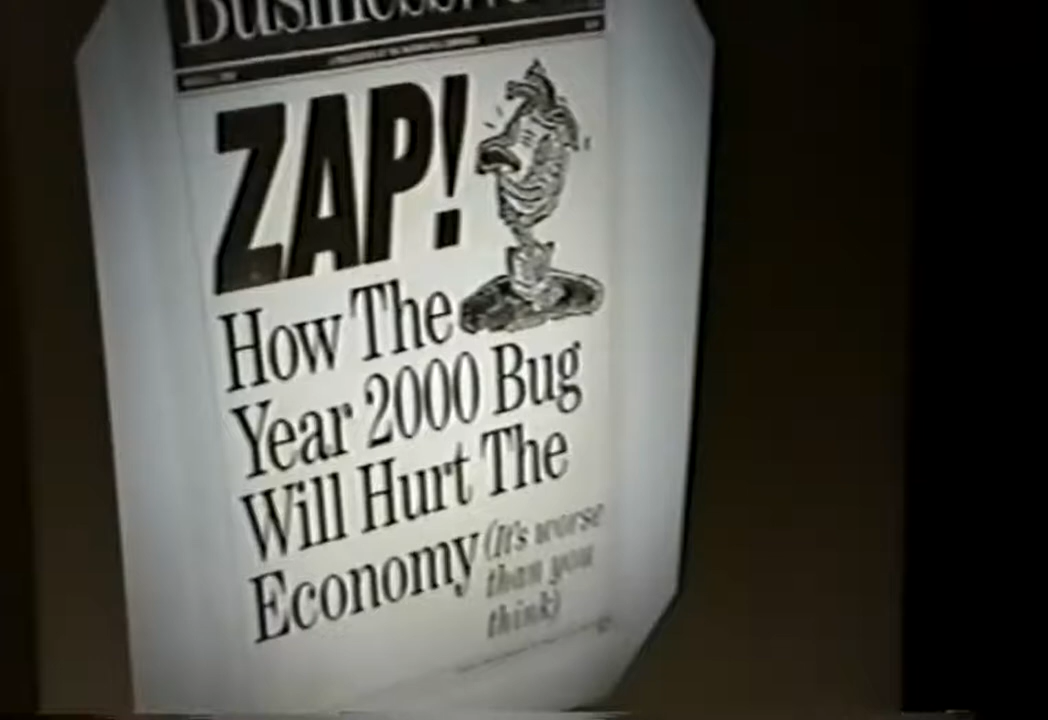 ZAP!
How The
Year 2000 Bug
Will Hurt The
Economy (It's worse
than you
think)